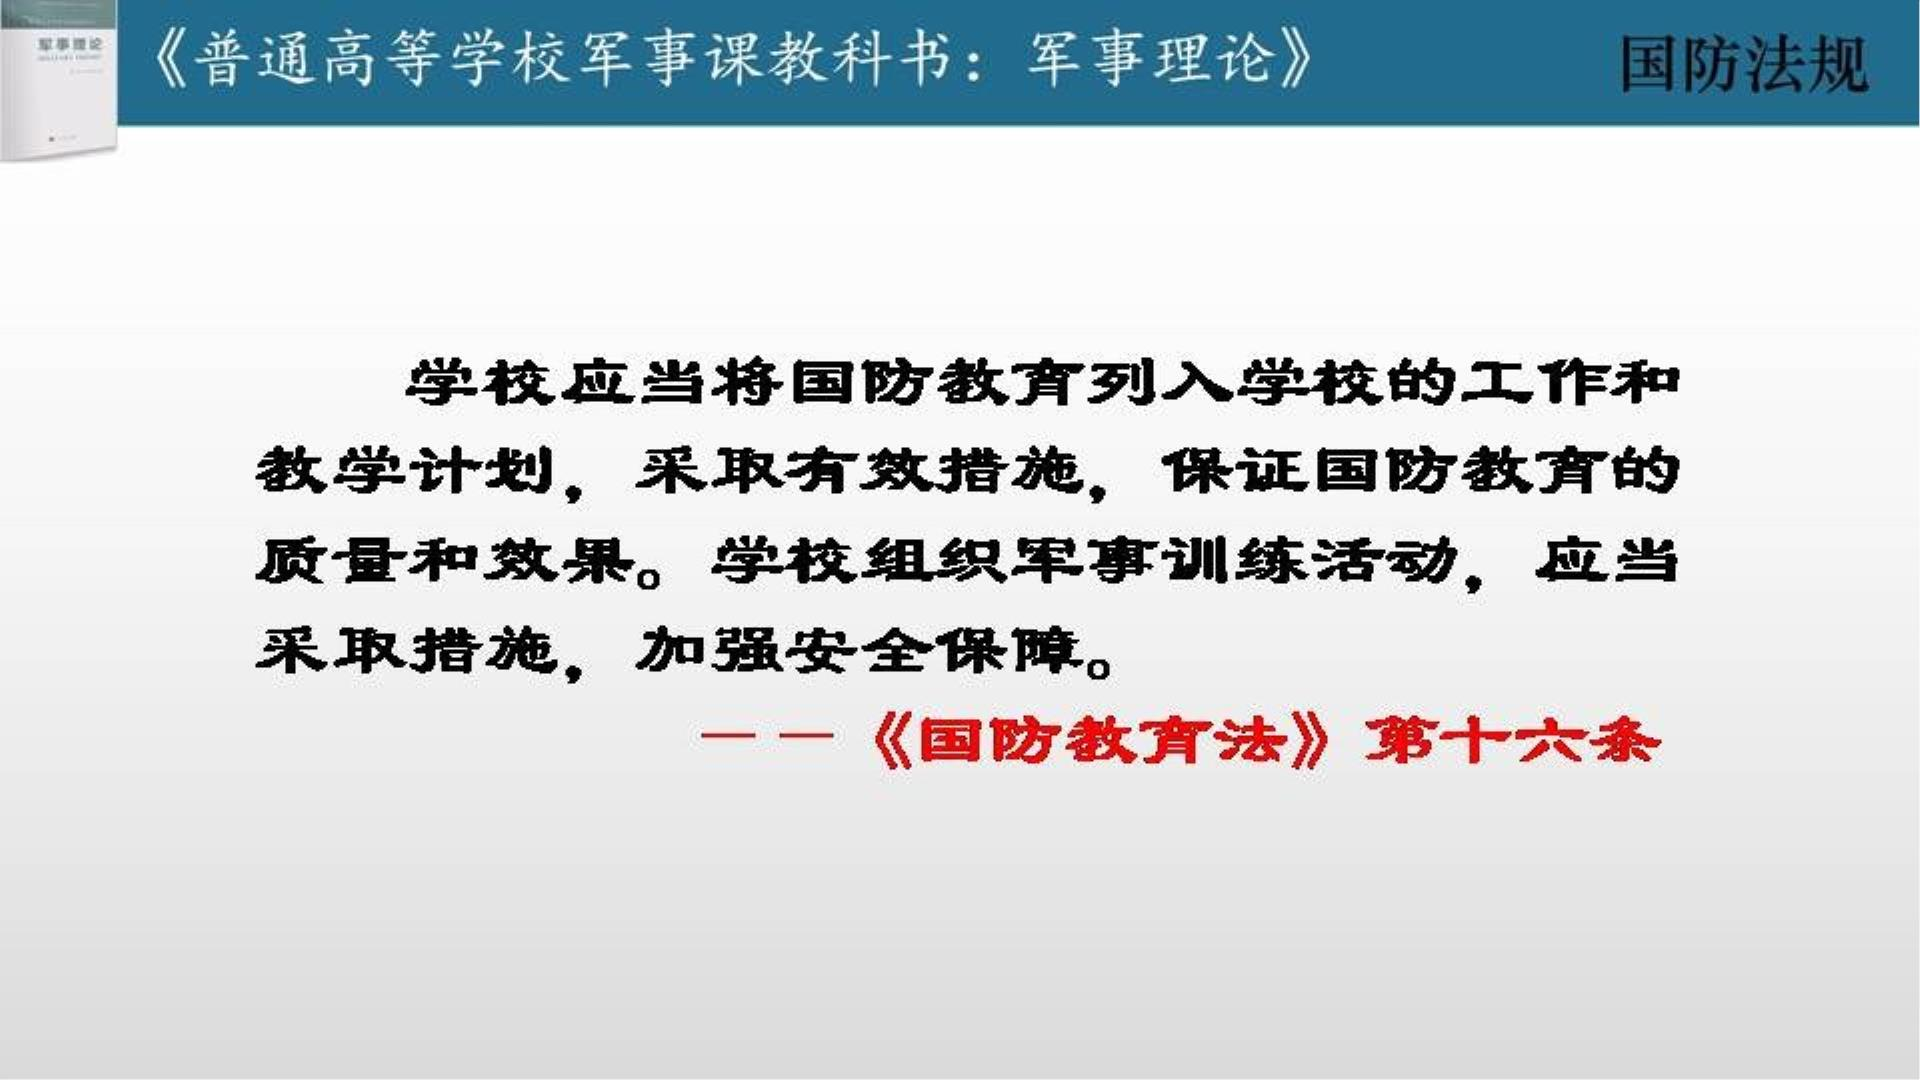 军事理论
《普通高等学校军事课教科书：军事理论》
国防法规
学校应当将国防教育列入学校的工作和
教学计划，采取有效措施，保证国防教育的
质量和效果。学校组织军事训练活动，应当
采取措施，加强安全保障。
——《国防教育法》第十六条